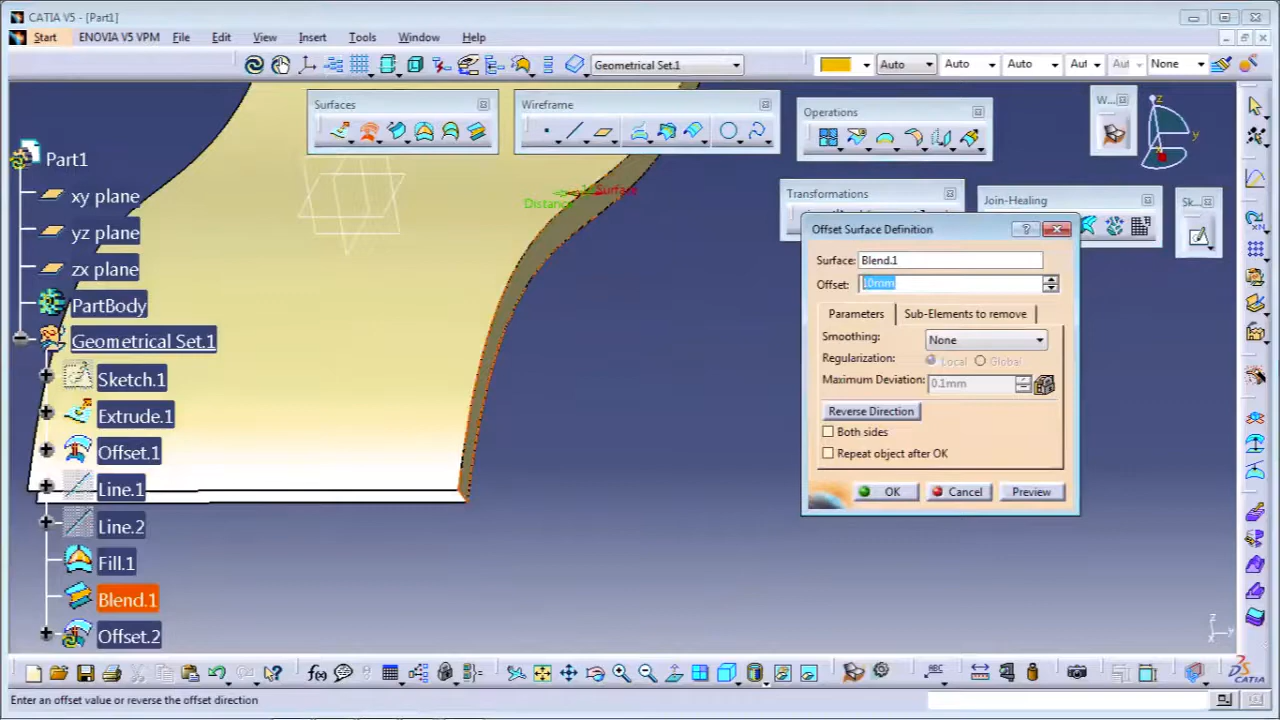 CATIA V5 - [Part1]
Start ENOVIA V5 VPM File Edit View Insert Tools Window Help
Geometrical Set.1 Auto Auto Auto Aut Aut None
Surfaces Wireframe Operations W...
z
y
Part1
xy plane
yz plane
zx plane
PartBody
Geometrical Set.1
Sketch.1
Extrude.1
Offset.1
Line.1
Line.2
Fill.1
Blend.1
Offset.2
Surface
Distance
Transformations Join-Healing Sk...
Offset Surface Definition
Surface: Blend.1
Offset: 10mm
Parameters Sub-Elements to remove
Smoothing: None
Regularization: Local Global
Maximum Deviation: 0.1mm
Reverse Direction
Both sides
Repeat object after OK
OK Cancel Preview
z
y
x
f(x) ABC
CATIA
Enter an offset value or reverse the offset direction